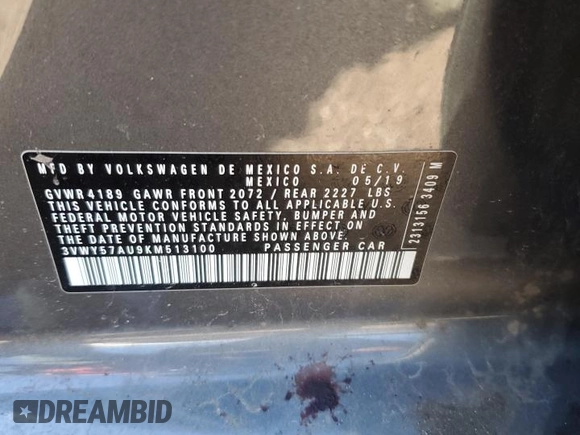 MFD BY VOLKSWAGEN DE MEXICO S.A. DE C.V.
MEXICO 05/19
GVWR 4189 GAWR FRONT 2072 / REAR 2227 LBS
THIS VEHICLE CONFORMS TO ALL APPLICABLE U.S.
FEDERAL MOTOR VEHICLE SAFETY, BUMPER AND
THEFT PREVENTION STANDARDS IN EFFECT ON THE
DATE OF MANUFACTURE SHOWN ABOVE
3VWY57AU9KM513100 PASSENGER CAR
2313156 3409 M
DREAMBID